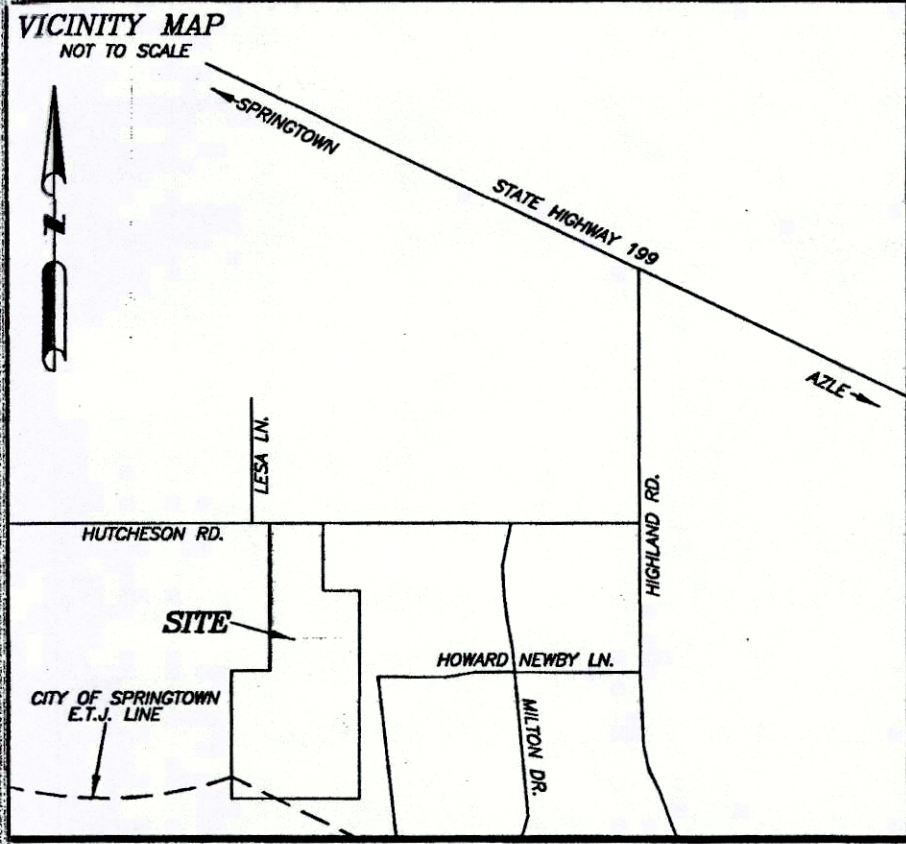 VICINITY MAP
NOT TO SCALE
SPRINGTOWN
STATE HIGHWAY 199
AZLE
N
LESA LN.
HIGHLAND RD.
HUTCHESON RD.
SITE
HOWARD NEWBY LN.
CITY OF SPRINGTOWN
E.T.J. LINE
MILTON DR.